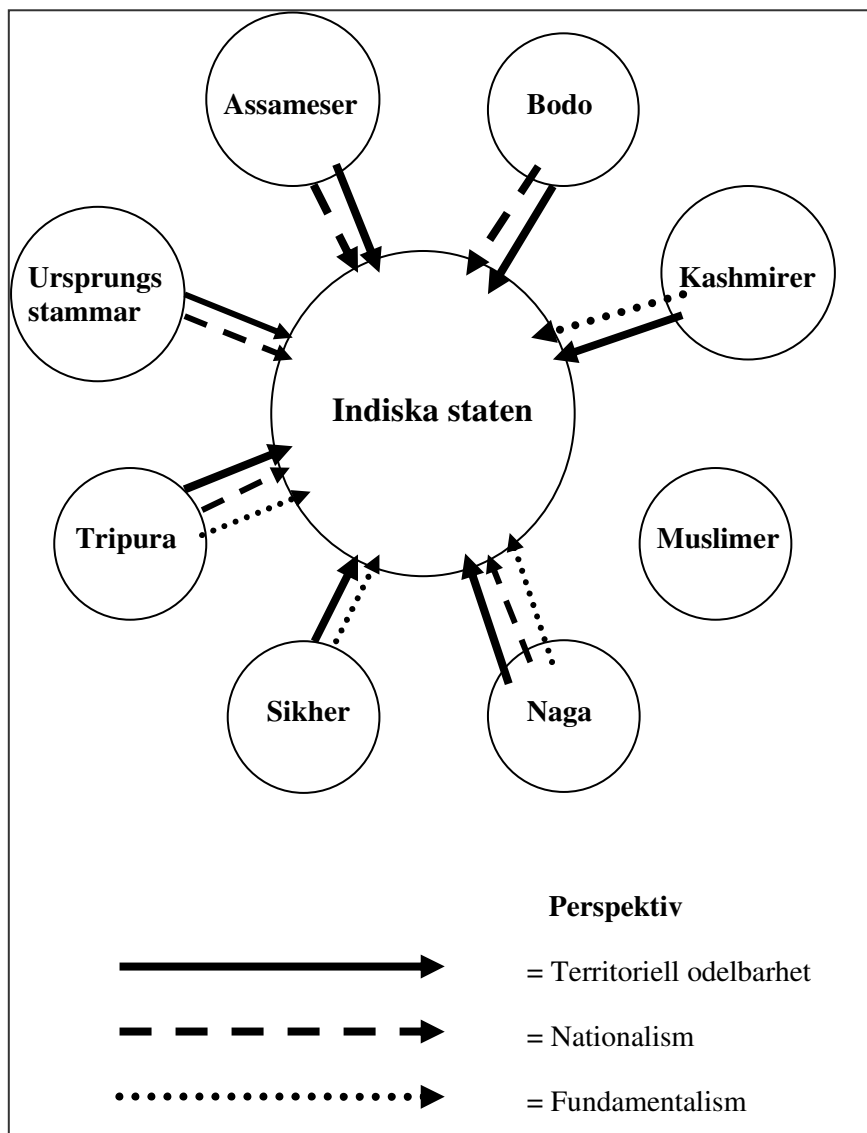 Assameser
Bodo
Ursprungs
stammar
Kashmirer
Indiska staten
Tripura
Muslimer
Sikher
Naga
Perspektiv
= Territoriell odelbarhet
= Nationalism
= Fundamentalism